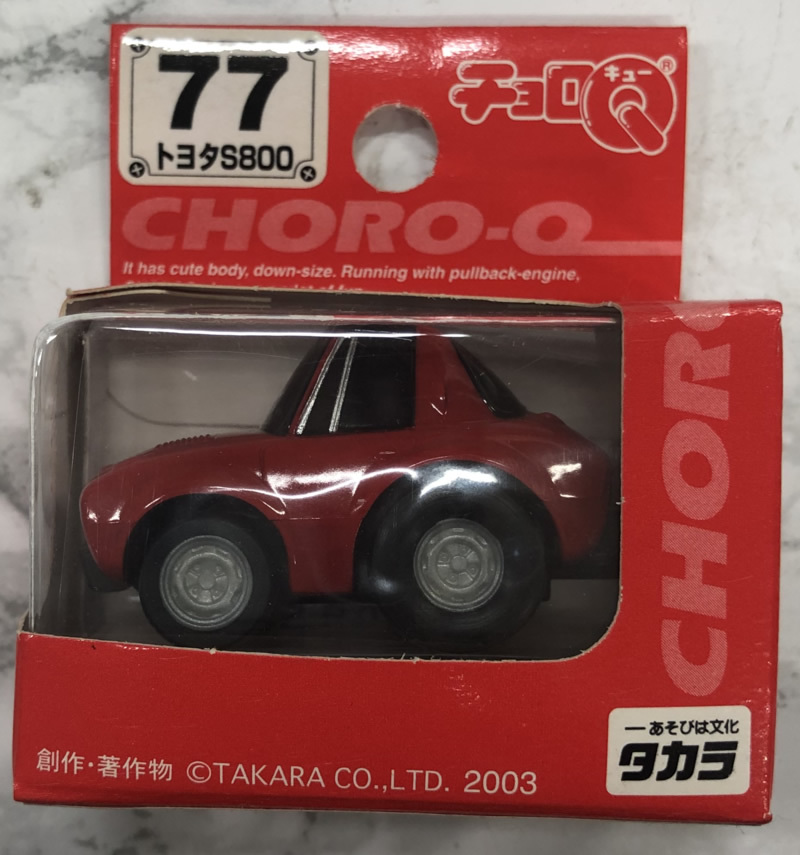 77
トヨタS800
チョロQ
キュー
®
CHORO-Q
It has cute body, down-size. Running with pullback-engine,
CHORO
創作・著作物 ©TAKARA CO.,LTD. 2003
―あそびは文化
タカラ